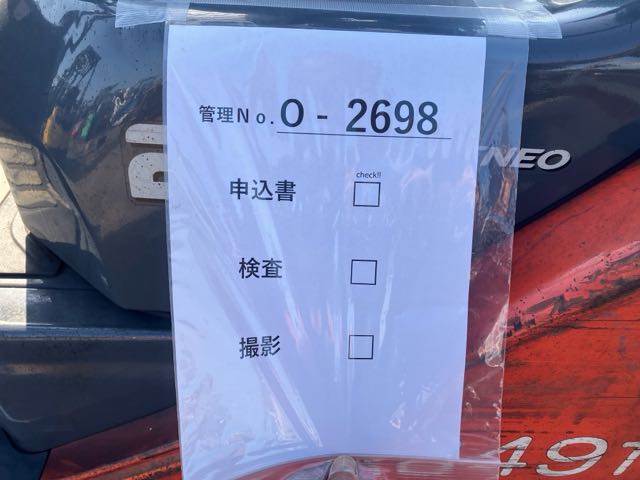 管理No. O - 2698
NEO
check!!
申込書
検査
撮影